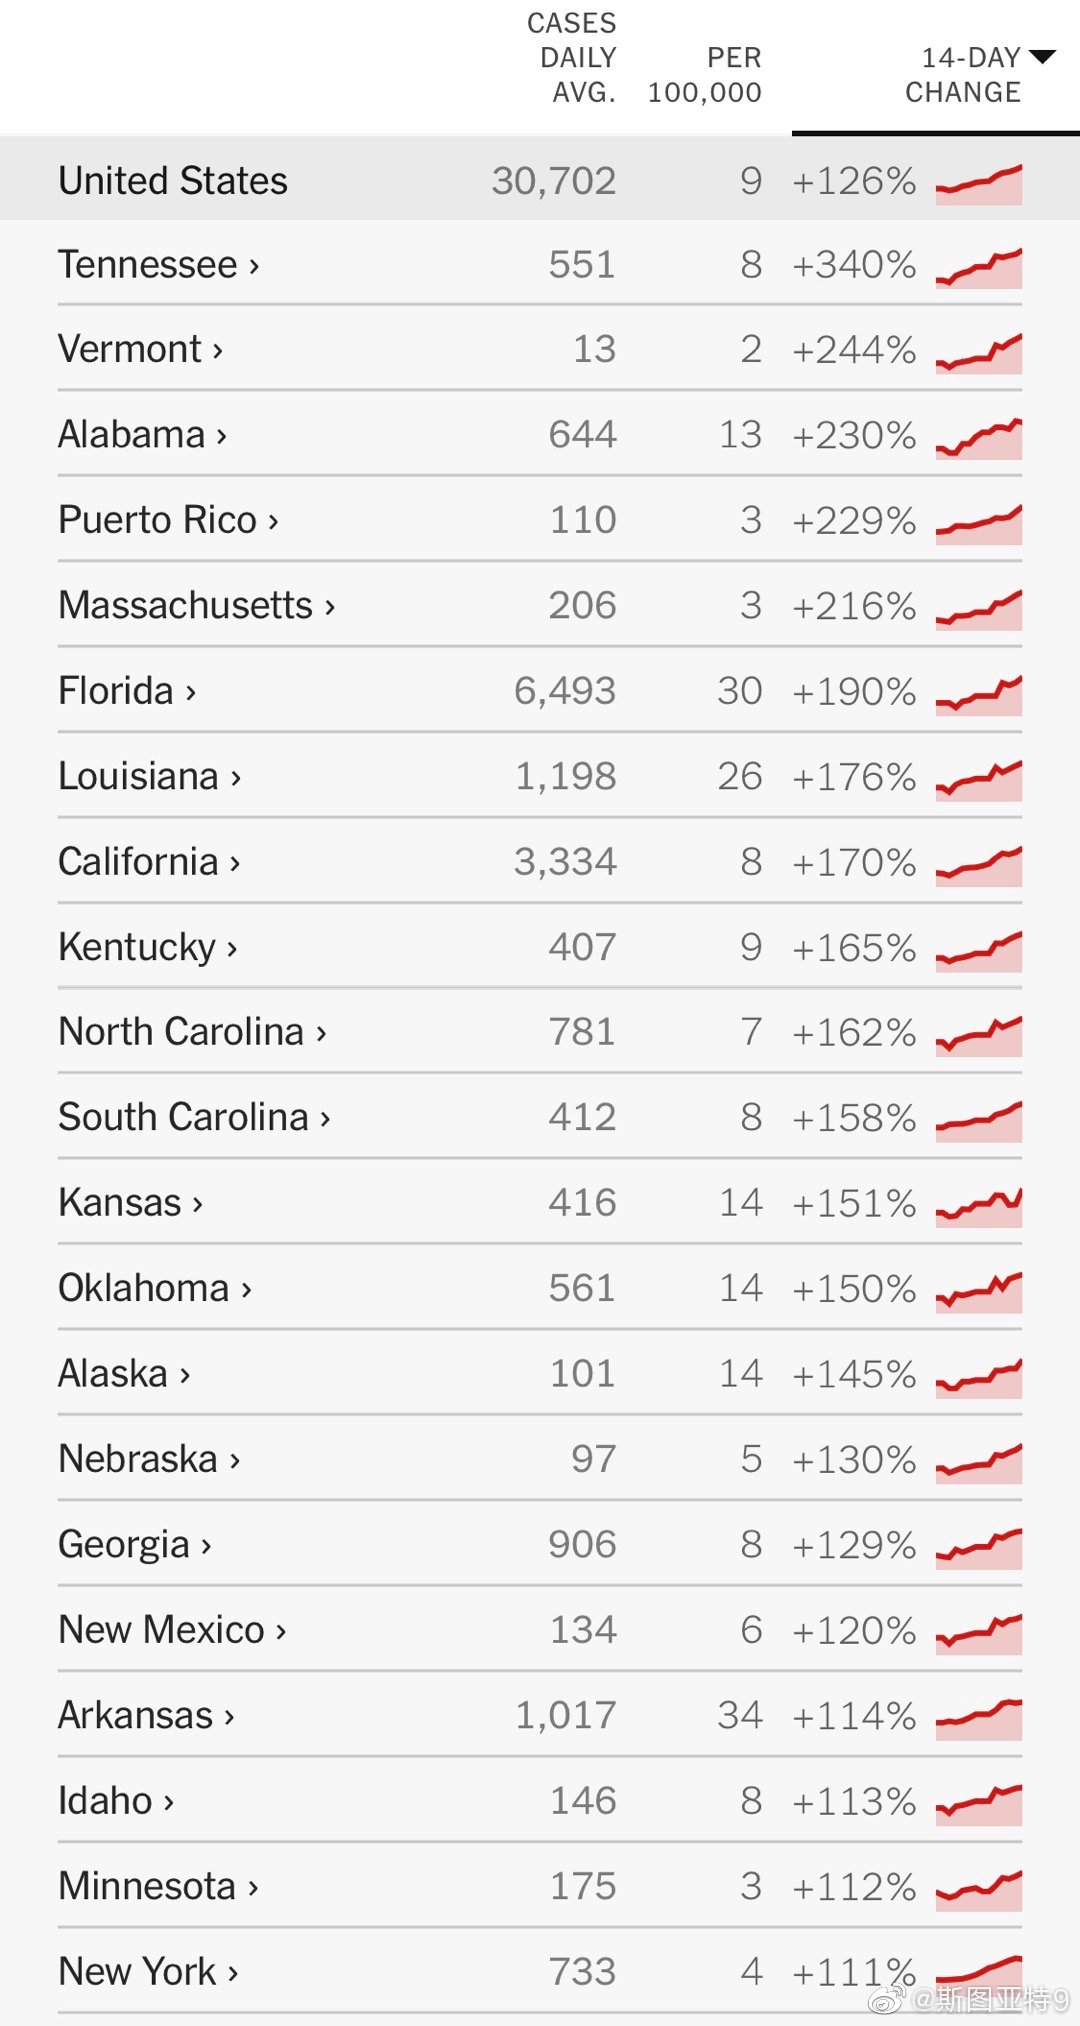 CASES
DAILY PER 14-DAY
AVG. 100,000 CHANGE
United States 30,702 9 +126%
Tennessee › 551 8 +340%
Vermont › 13 2 +244%
Alabama › 644 13 +230%
Puerto Rico › 110 3 +229%
Massachusetts › 206 3 +216%
Florida › 6,493 30 +190%
Louisiana › 1,198 26 +176%
California › 3,334 8 +170%
Kentucky › 407 9 +165%
North Carolina › 781 7 +162%
South Carolina › 412 8 +158%
Kansas › 416 14 +151%
Oklahoma › 561 14 +150%
Alaska › 101 14 +145%
Nebraska › 97 5 +130%
Georgia › 906 8 +129%
New Mexico › 134 6 +120%
Arkansas › 1,017 34 +114%
Idaho › 146 8 +113%
Minnesota › 175 3 +112%
New York › 733 4 +111%
@斯图亚特9